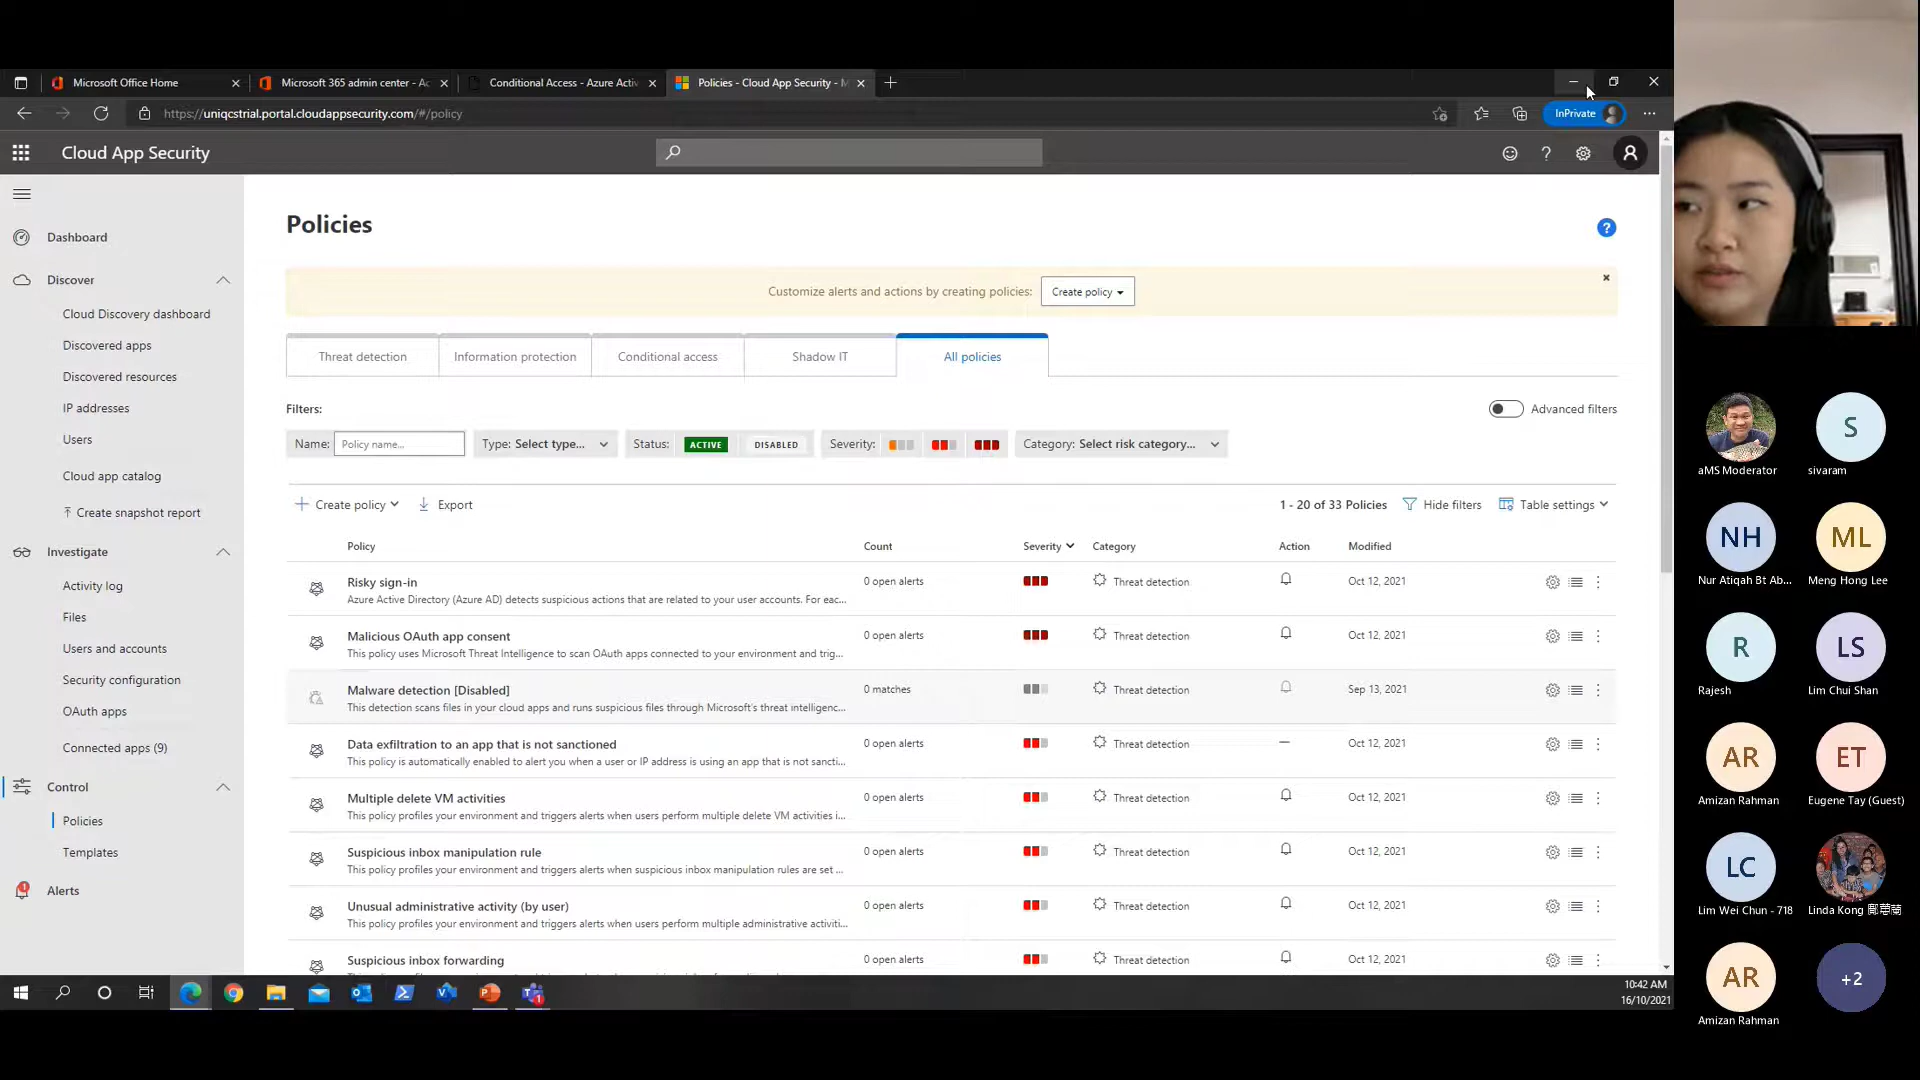 Microsoft Office Home
Microsoft 365 admin center - Ac
Conditional Access - Azure Activ
Policies - Cloud App Security - M
https://uniqcstrial.portal.cloudappsecurity.com/#/policy
InPrivate
Cloud App Security
Dashboard
Discover
Cloud Discovery dashboard
Discovered apps
Discovered resources
IP addresses
Users
Cloud app catalog
Create snapshot report
Investigate
Activity log
Files
Users and accounts
Security configuration
OAuth apps
Connected apps (9)
Control
Policies
Templates
Alerts
Policies
Customize alerts and actions by creating policies: Create policy
Threat detection Information protection Conditional access Shadow IT All policies
Filters: Advanced filters
Name: Policy name... Type: Select type... Status: ACTIVE DISABLED Severity: Category: Select risk category...
Create policy Export 1 - 20 of 33 Policies Hide filters Table settings
Policy Count Severity Category Action Modified
Risky sign-in 0 open alerts Threat detection Oct 12, 2021
Azure Active Directory (Azure AD) detects suspicious actions that are related to your user accounts. For eac...
Malicious OAuth app consent 0 open alerts Threat detection Oct 12, 2021
This policy uses Microsoft Threat Intelligence to scan OAuth apps connected to your environment and trig...
Malware detection [Disabled] 0 matches Threat detection Sep 13, 2021
This detection scans files in your cloud apps and runs suspicious files through Microsoft's threat intelligenc...
Data exfiltration to an app that is not sanctioned 0 open alerts Threat detection Oct 12, 2021
This policy is automatically enabled to alert you when a user or IP address is using an app that is not sancti...
Multiple delete VM activities 0 open alerts Threat detection Oct 12, 2021
This policy profiles your environment and triggers alerts when users perform multiple delete VM activities i...
Suspicious inbox manipulation rule 0 open alerts Threat detection Oct 12, 2021
This policy profiles your environment and triggers alerts when suspicious inbox manipulation rules are set ...
Unusual administrative activity (by user) 0 open alerts Threat detection Oct 12, 2021
This policy profiles your environment and triggers alerts when users perform multiple administrative activiti...
Suspicious inbox forwarding 0 open alerts Threat detection Oct 12, 2021
10:42 AM
16/10/2021
aMS Moderator
S
sivaram
NH
Nur Atiqah Bt Ab...
ML
Meng Hong Lee
R
Rajesh
LS
Lim Chui Shan
AR
Amizan Rahman
ET
Eugene Tay (Guest)
LC
Lim Wei Chun - 718
Linda Kong
AR
Amizan Rahman
+2